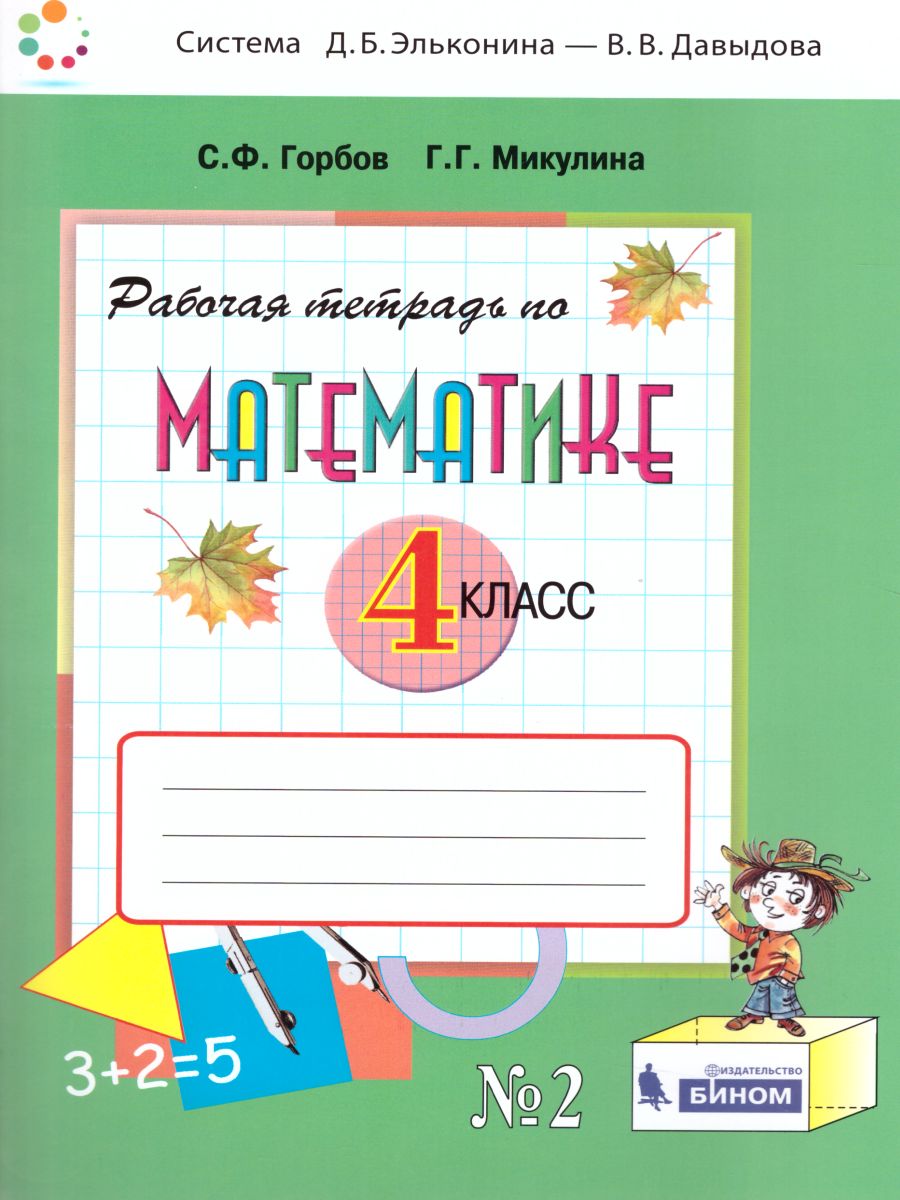 Система Д.Б. Эльконина — В.В. Давыдова
С.Ф. Горбов Г.Г. Микулина
Рабочая тетрадь по
МАТЕМАТИКЕ
4 КЛАСС
3+2=5
№2
ИЗДАТЕЛЬСТВО
БИНОМ